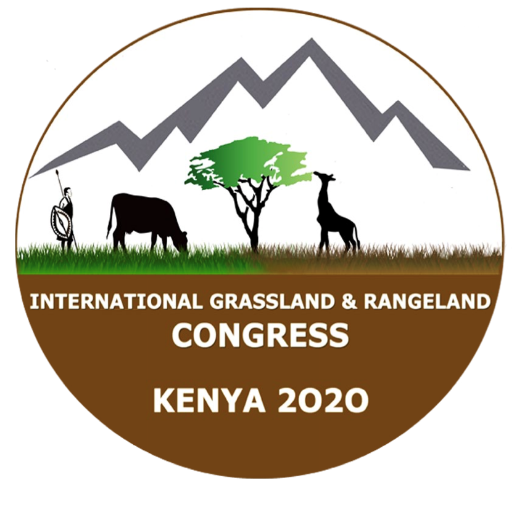 INTERNATIONAL GRASSLAND & RANGELAND
CONGRESS
KENYA 2020